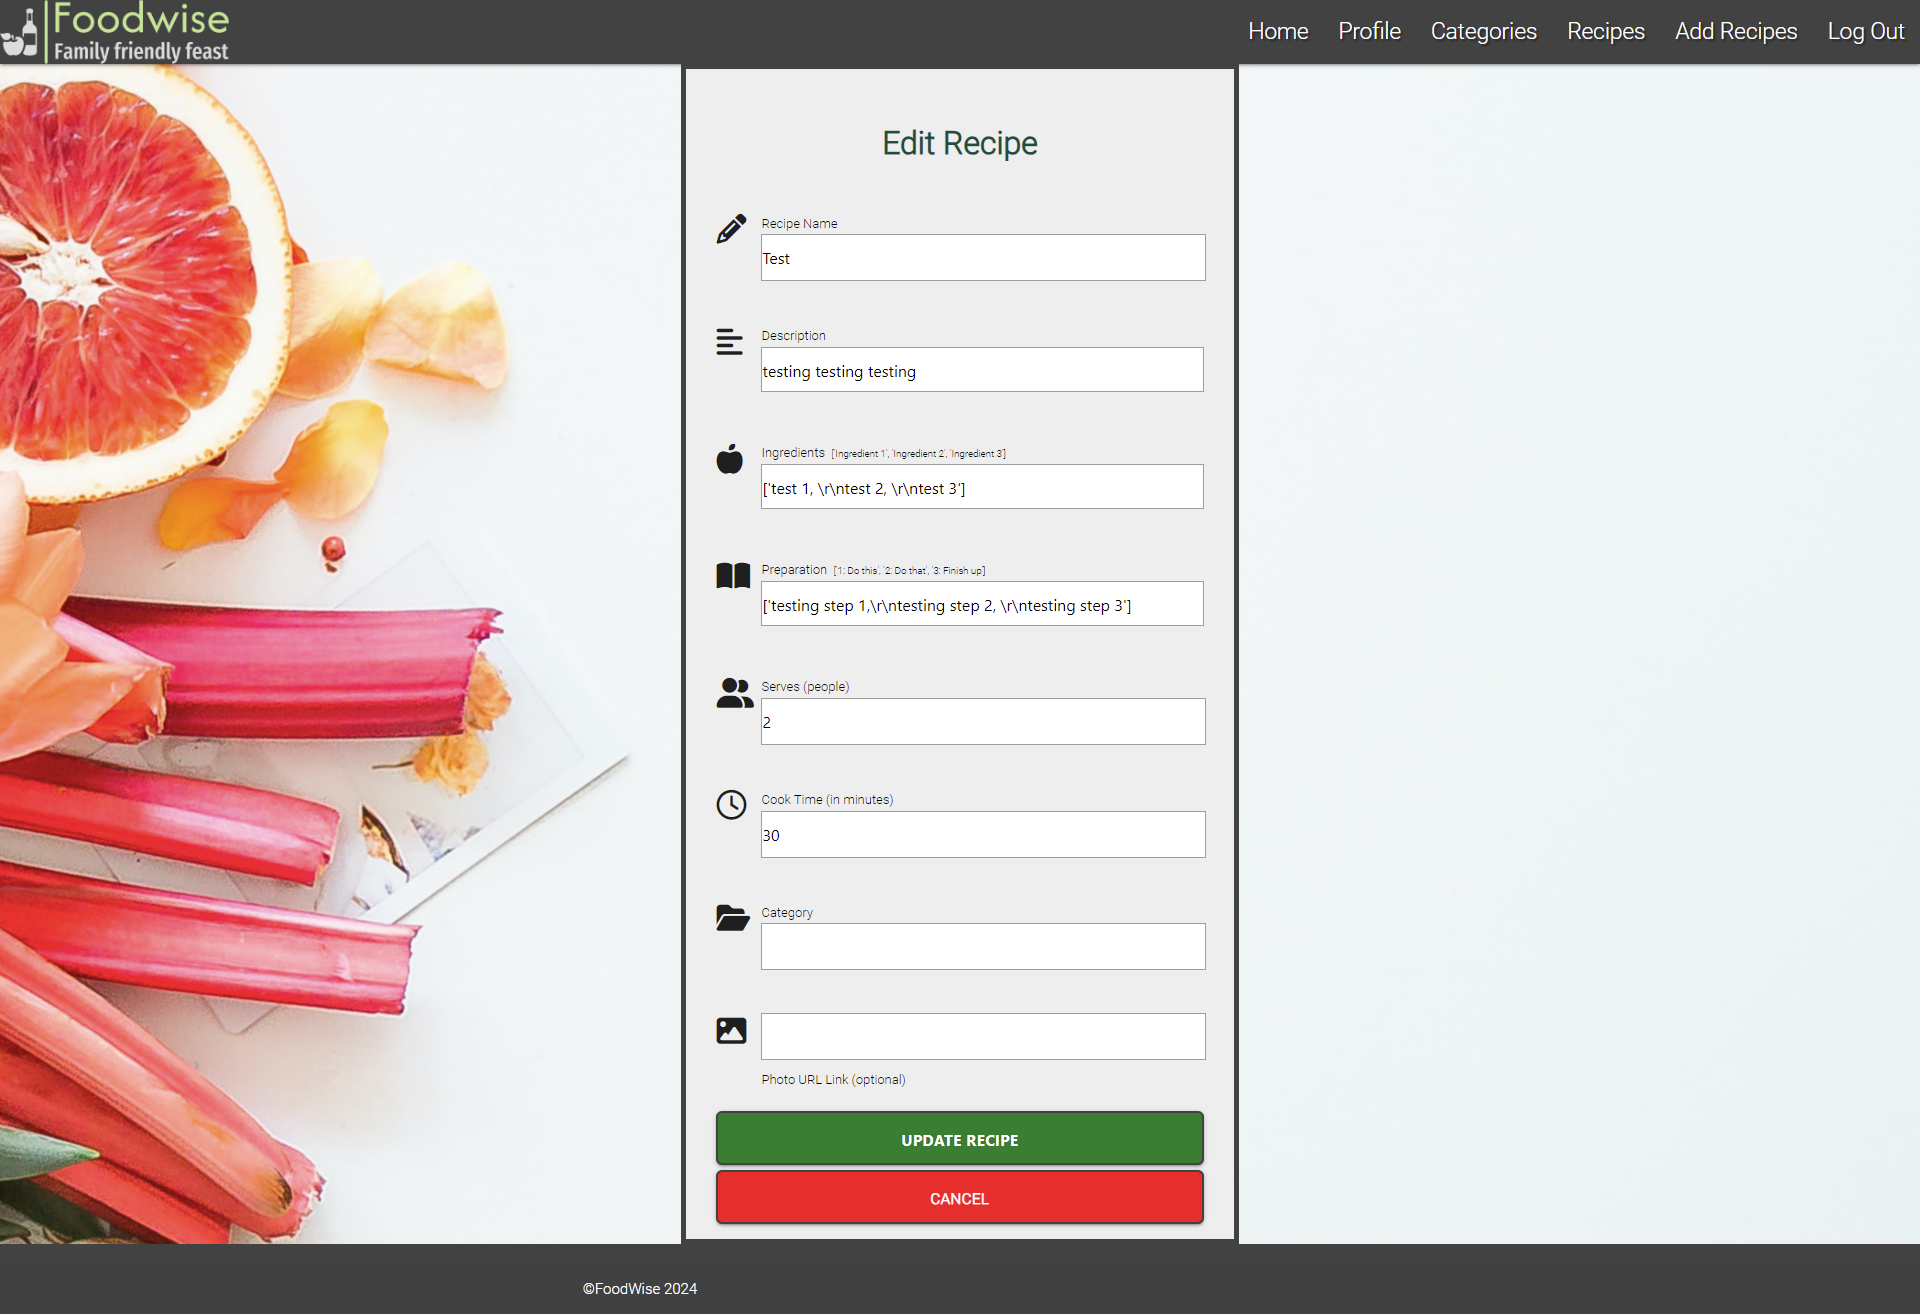 Foodwise
Family friendly feast
Home Profile Categories Recipes Add Recipes Log Out
Edit Recipe
Recipe Name
Test
Description
testing testing testing
Ingredients ['Ingredient 1', 'Ingredient 2', 'Ingredient 3']
['test 1, \r\ntest 2, \r\ntest 3']
Preparation ['1: Do this', '2: Do that', '3: Finish up']
['testing step 1,\r\ntesting step 2, \r\ntesting step 3']
Serves (people)
2
Cook Time (in minutes)
30
Category
Photo URL Link (optional)
UPDATE RECIPE
CANCEL
©FoodWise 2024